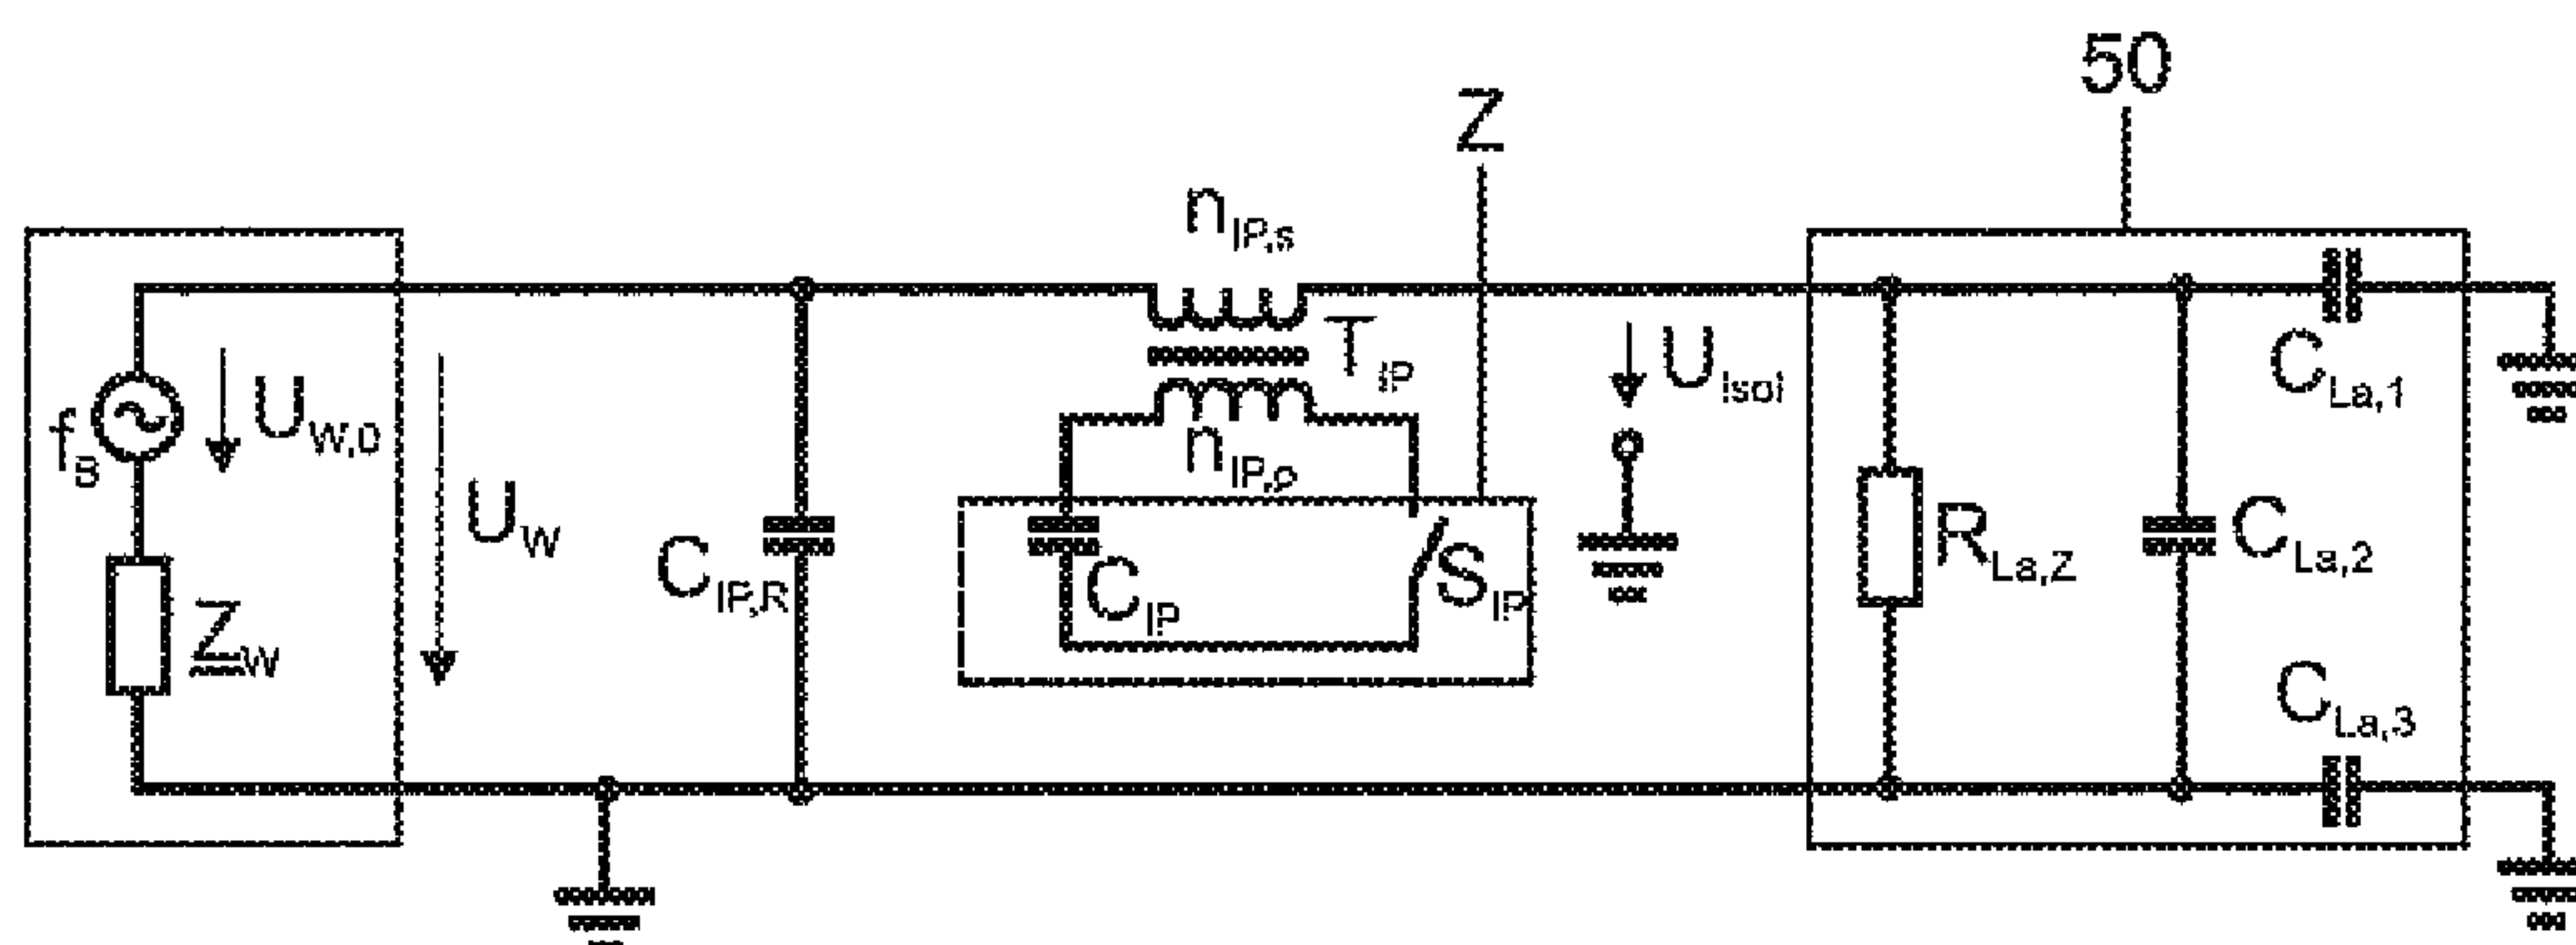 50
Z
n_IP,s
T_IP
U_Isol
C_La,1
f_B
U_W,0
U_W
n_IP,p
C_IP,R
C_IP
S_IP
R_La,Z
C_La,2
Z_W
C_La,3